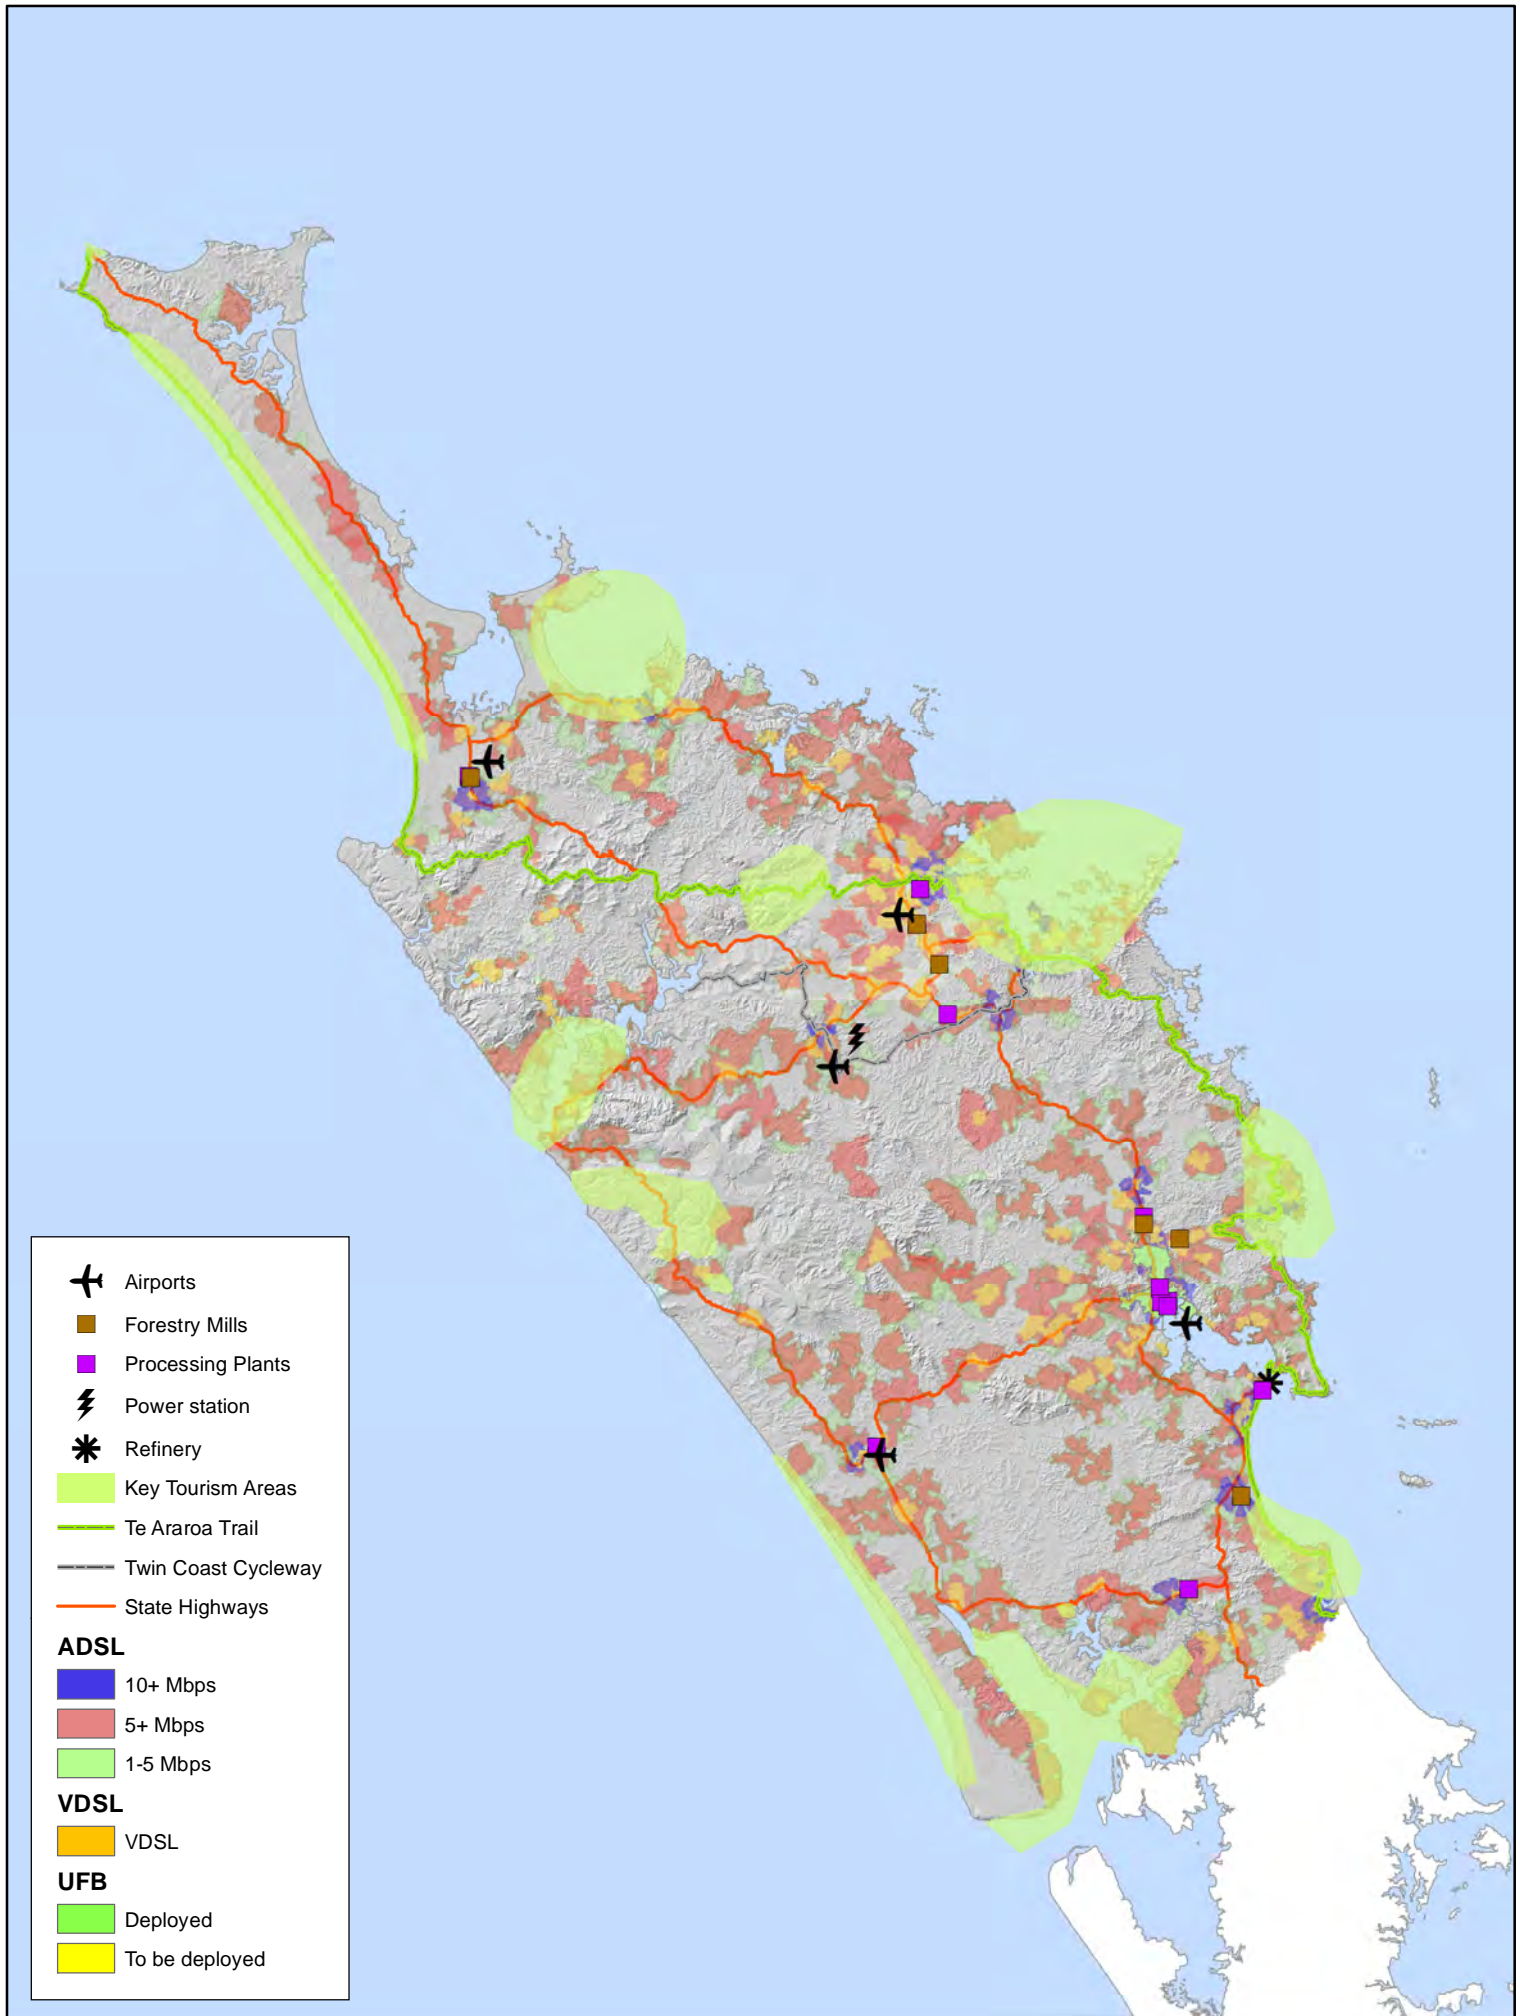 Airports
Forestry Mills
Processing Plants
Power station
Refinery
Key Tourism Areas
Te Araroa Trail
Twin Coast Cycleway
State Highways
ADSL
10+ Mbps
5+ Mbps
1-5 Mbps
VDSL
VDSL
UFB
Deployed
To be deployed